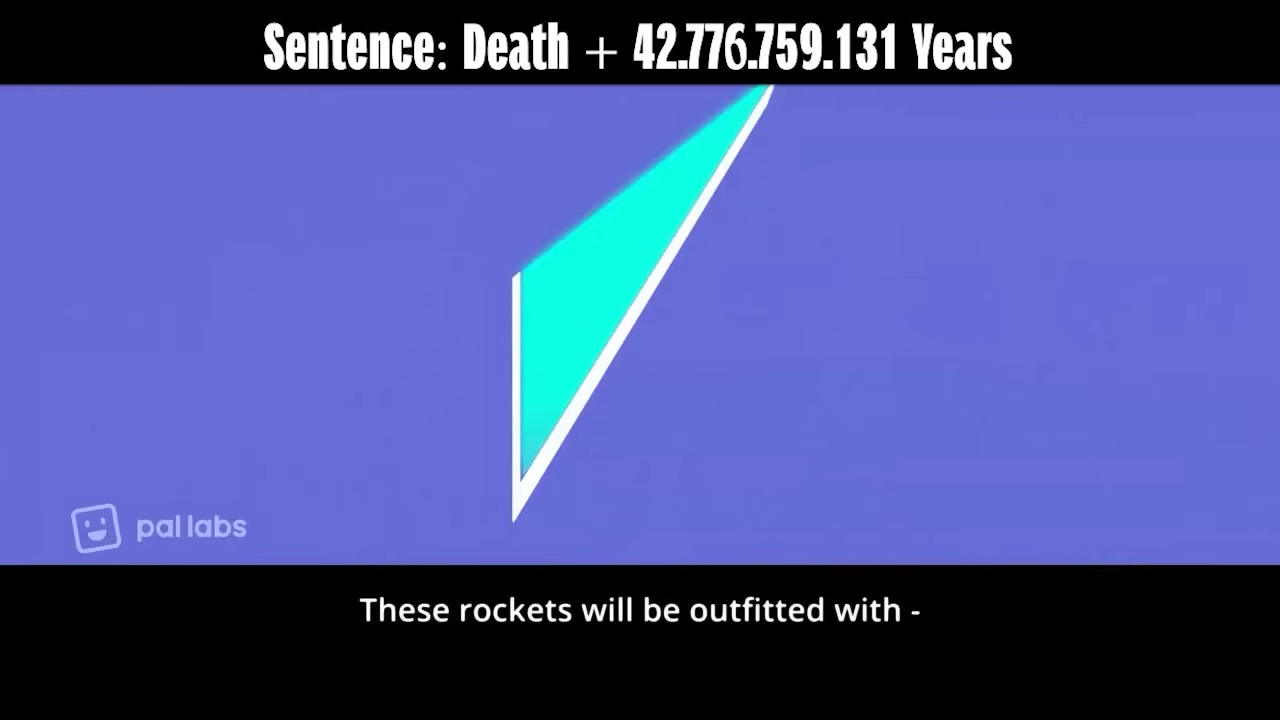 Sentence: Death + 42.776.759.131 Years
pal labs
These rockets will be outfitted with -